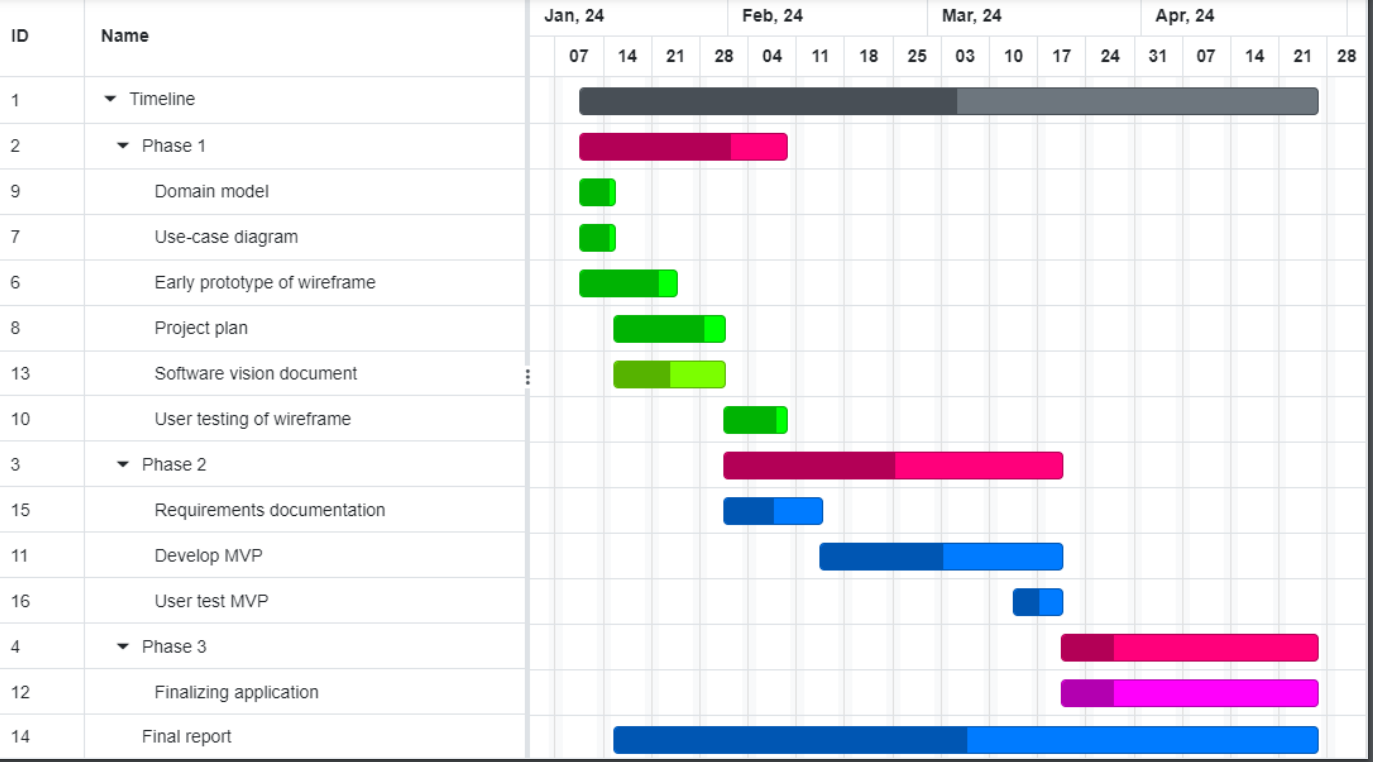 Jan, 24 Feb, 24 Mar, 24 Apr, 24
ID Name
07 14 21 28 04 11 18 25 03 10 17 24 31 07 14 21 28
1 Timeline
2 Phase 1
9 Domain model
7 Use-case diagram
6 Early prototype of wireframe
8 Project plan
13 Software vision document
10 User testing of wireframe
3 Phase 2
15 Requirements documentation
11 Develop MVP
16 User test MVP
4 Phase 3
12 Finalizing application
14 Final report